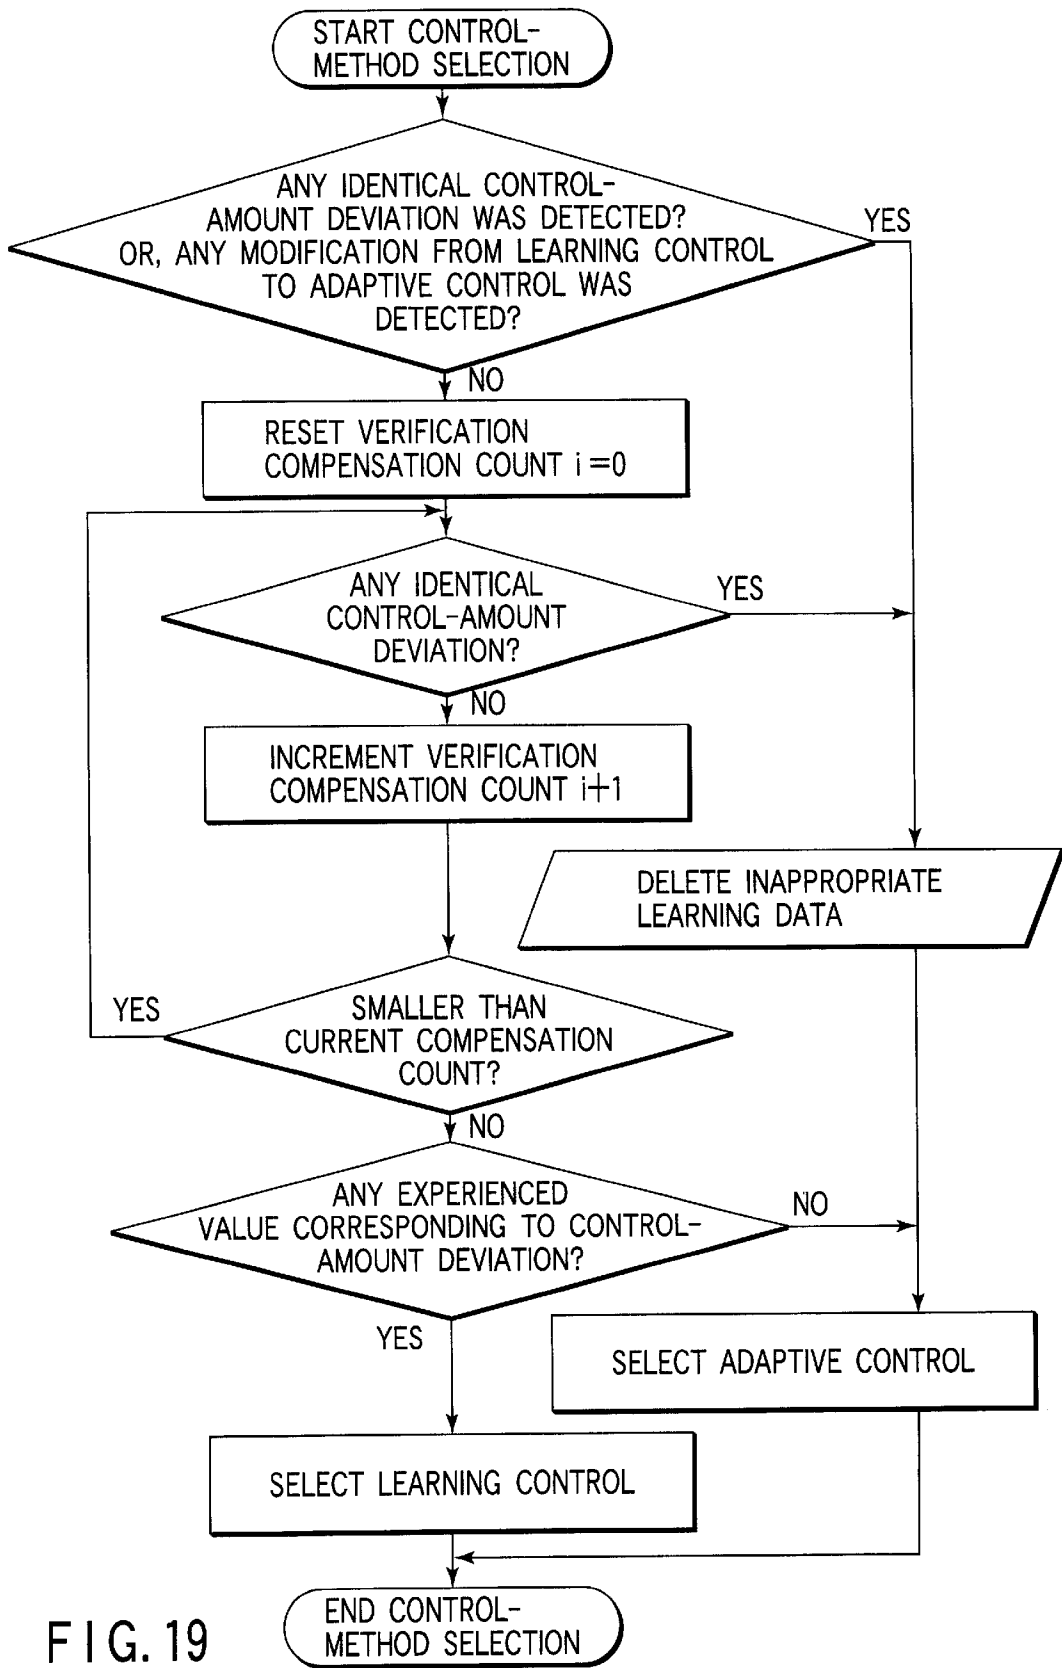 START CONTROL-
METHOD SELECTION
ANY IDENTICAL CONTROL-
AMOUNT DEVIATION WAS DETECTED?
OR, ANY MODIFICATION FROM LEARNING CONTROL
TO ADAPTIVE CONTROL WAS
DETECTED?
YES
NO
RESET VERIFICATION
COMPENSATION COUNT i=0
ANY IDENTICAL
CONTROL-AMOUNT
DEVIATION?
YES
NO
INCREMENT VERIFICATION
COMPENSATION COUNT i+1
DELETE INAPPROPRIATE
LEARNING DATA
SMALLER THAN
CURRENT COMPENSATION
COUNT?
YES
NO
ANY EXPERIENCED
VALUE CORRESPONDING TO CONTROL-
AMOUNT DEVIATION?
NO
YES
SELECT ADAPTIVE CONTROL
SELECT LEARNING CONTROL
END CONTROL-
METHOD SELECTION
FIG. 19